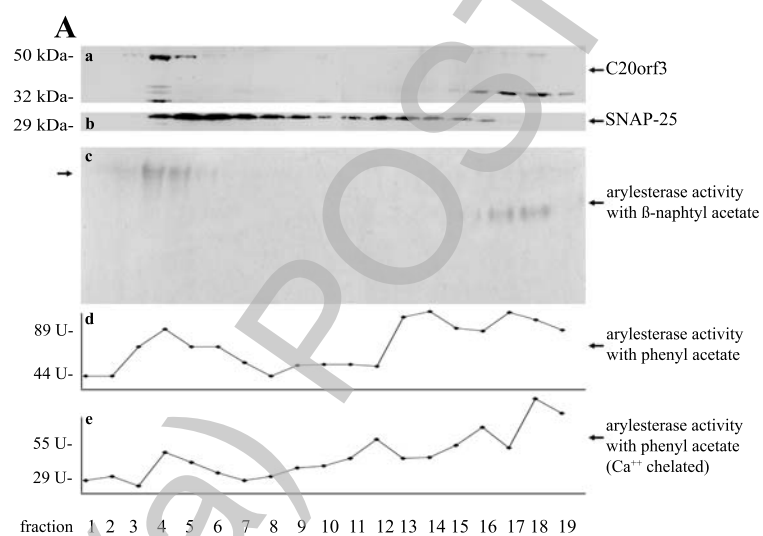 A
50 kDa-
a
C20orf3
32 kDa-
b
SNAP-25
29 kDa-
c
arylesterase activity
with ß-naphtyl acetate
d
89 U-
arylesterase activity
with phenyl acetate
44 U-
e
arylesterase activity
55 U-
with phenyl acetate
(Ca⁺⁺ chelated)
29 U-
fraction 1 2 3 4 5 6 7 8 9 10 11 12 13 14 15 16 17 18 19
a) POST